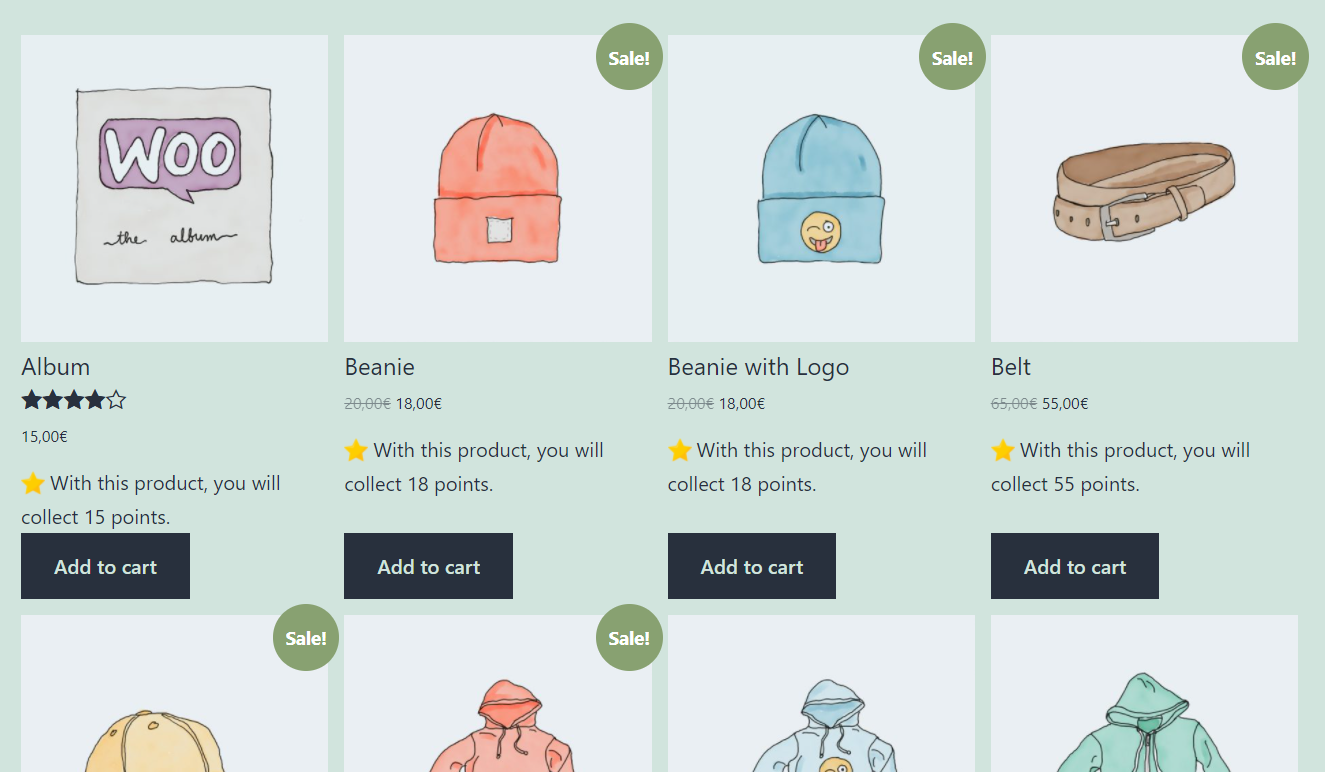 Sale!
Sale!
Sale!
WOO
the album
Album
15,00€
⭐ With this product, you will
collect 15 points.
Add to cart
Beanie
20,00€ 18,00€
⭐ With this product, you will
collect 18 points.
Add to cart
Beanie with Logo
20,00€ 18,00€
⭐ With this product, you will
collect 18 points.
Add to cart
Belt
65,00€ 55,00€
⭐ With this product, you will
collect 55 points.
Add to cart
Sale!
Sale!